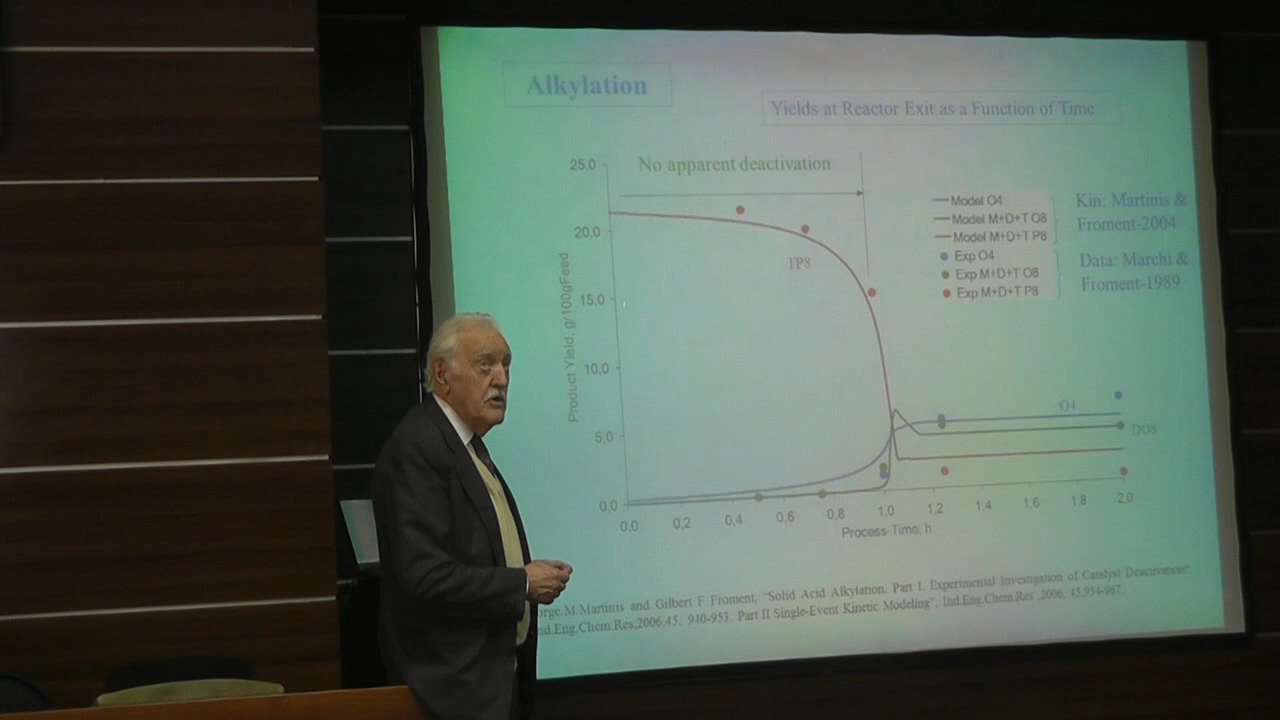 Alkylation
Yields at Reactor Exit as a Function of Time
No apparent deactivation
25,0
20,0
15,0
10,0
5,0
0,0
Product Yield, g/100gFeed
TP8
Model O4
Model M+D+T O8
Model M+D+T P8
Exp O4
Exp M+D+T O8
Exp M+D+T P8
Kin: Martinis &
Froment-2004
Data: Marchi &
Froment-1989
O4
DO8
0,0 0,2 0,4 0,6 0,8 1,0 1,2 1,4 1,6 1,8 2,0
Process-Time, h
orge.M.Martinis and Gilbert F Froment, "Solid Acid Alkylation. Part I. Experimental Investigation of Catalyst Deactivation"
nd.Eng.Chem.Res.2006,45, 940-953. Part II Single-Event Kinetic Modeling", Ind.Eng.Chem.Res ,2006, 45,954-967.